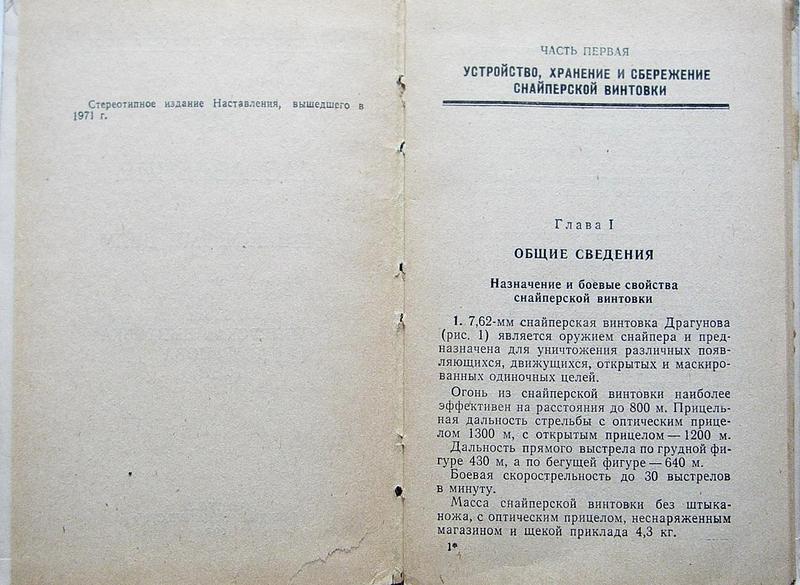 Стереотипное издание Наставления, вышедшего в
1971 г.
ЧАСТЬ ПЕРВАЯ
УСТРОЙСТВО, ХРАНЕНИЕ И СБЕРЕЖЕНИЕ
СНАЙПЕРСКОЙ ВИНТОВКИ
Глава I
ОБЩИЕ СВЕДЕНИЯ
Назначение и боевые свойства
снайперской винтовки
1. 7,62-мм снайперская винтовка Драгунова
(рис. 1) является оружием снайпера и пред-
назначена для уничтожения различных появ-
ляющихся, движущихся, открытых и маскиро-
ванных одиночных целей.
Огонь из снайперской винтовки наиболее
эффективен на расстояния до 800 м. Прицель-
ная дальность стрельбы с оптическим прице-
лом 1300 м, с открытым прицелом — 1200 м.
Дальность прямого выстрела по грудной фи-
гуре 430 м, а по бегущей фигуре — 640 м.
Боевая скорострельность до 30 выстрелов
в минуту.
Масса снайперской винтовки без штыка-
ножа, с оптическим прицелом, неснаряженным
магазином и щекой приклада 4,3 кг.
1*